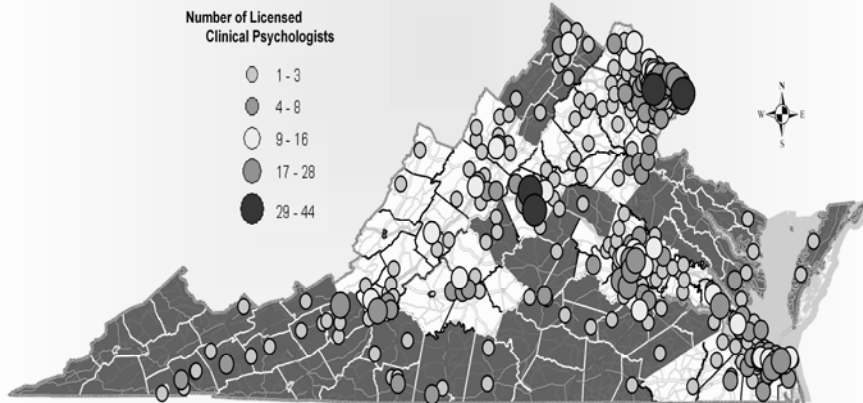 Number of Licensed
Clinical Psychologists
1 - 3
4 - 8
9 - 16
17 - 28
29 - 44
N
W E
S